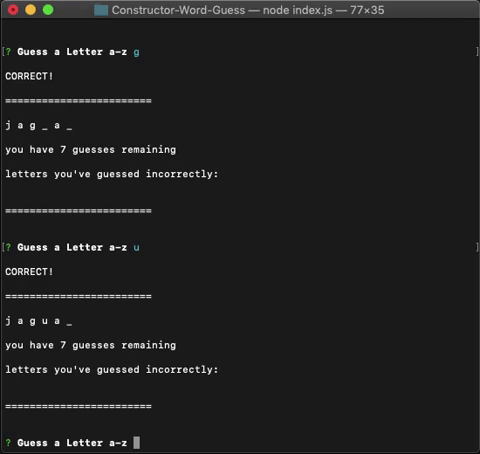 Constructor-Word-Guess — node index.js — 77×35
[? Guess a Letter a-z g ]
CORRECT!
========================
j a g _ a _
you have 7 guesses remaining
letters you've guessed incorrectly:
========================
[? Guess a Letter a-z u ]
CORRECT!
========================
j a g u a _
you have 7 guesses remaining
letters you've guessed incorrectly:
========================
? Guess a Letter a-z